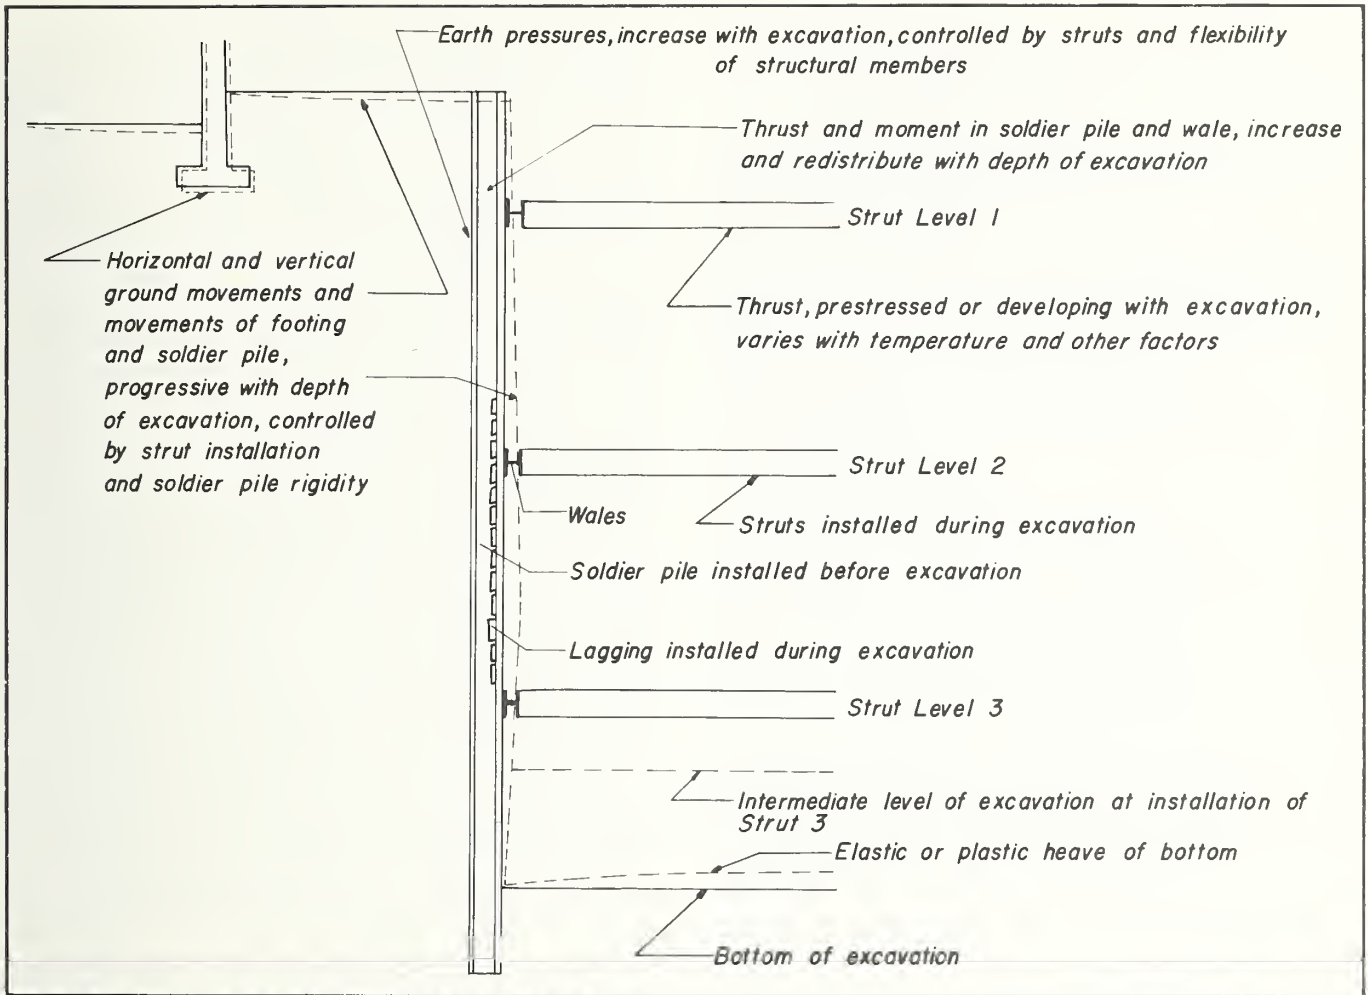 Earth pressures, increase with excavation, controlled by struts and flexibility
of structural members
Thrust and moment in soldier pile and wale, increase
and redistribute with depth of excavation
Strut Level 1
Horizontal and vertical
ground movements and
movements of footing
and soldier pile,
progressive with depth
of excavation, controlled
by strut installation
and soldier pile rigidity
Thrust, prestressed or developing with excavation,
varies with temperature and other factors
Strut Level 2
Wales
Struts installed during excavation
Soldier pile installed before excavation
Lagging installed during excavation
Strut Level 3
Intermediate level of excavation at installation of
Strut 3
Elastic or plastic heave of bottom
Bottom of excavation